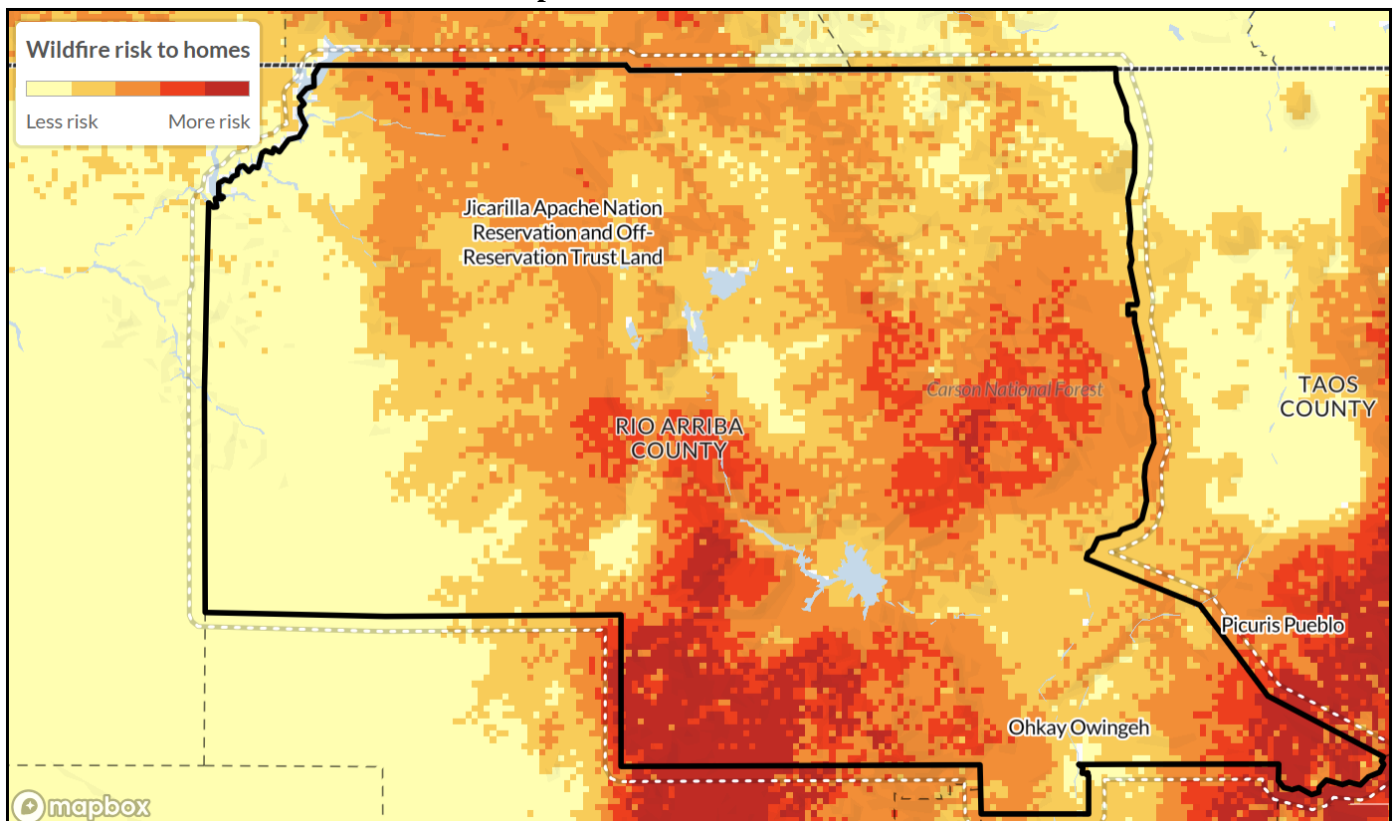 Wildfire risk to homes
Less risk
More risk
Jicarilla Apache Nation
Reservation and Off-
Reservation Trust Land
Carson National Forest
TAOS
COUNTY
RIO ARRIBA
COUNTY
Picuris Pueblo
Ohkay Owingeh
mapbox